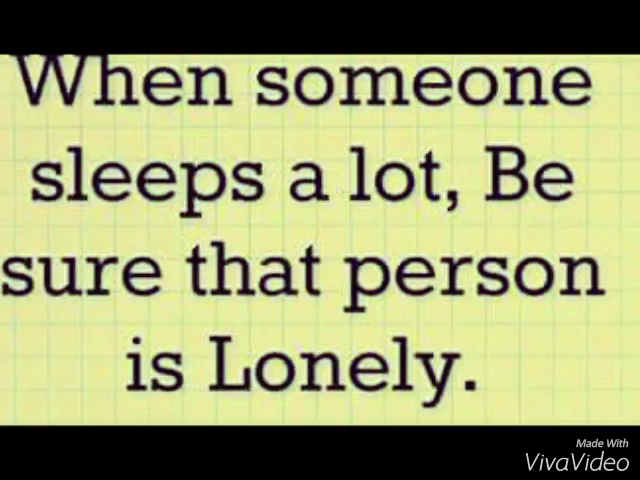 When someone
sleeps a lot, Be
sure that person
is Lonely.
Made With
VivaVideo